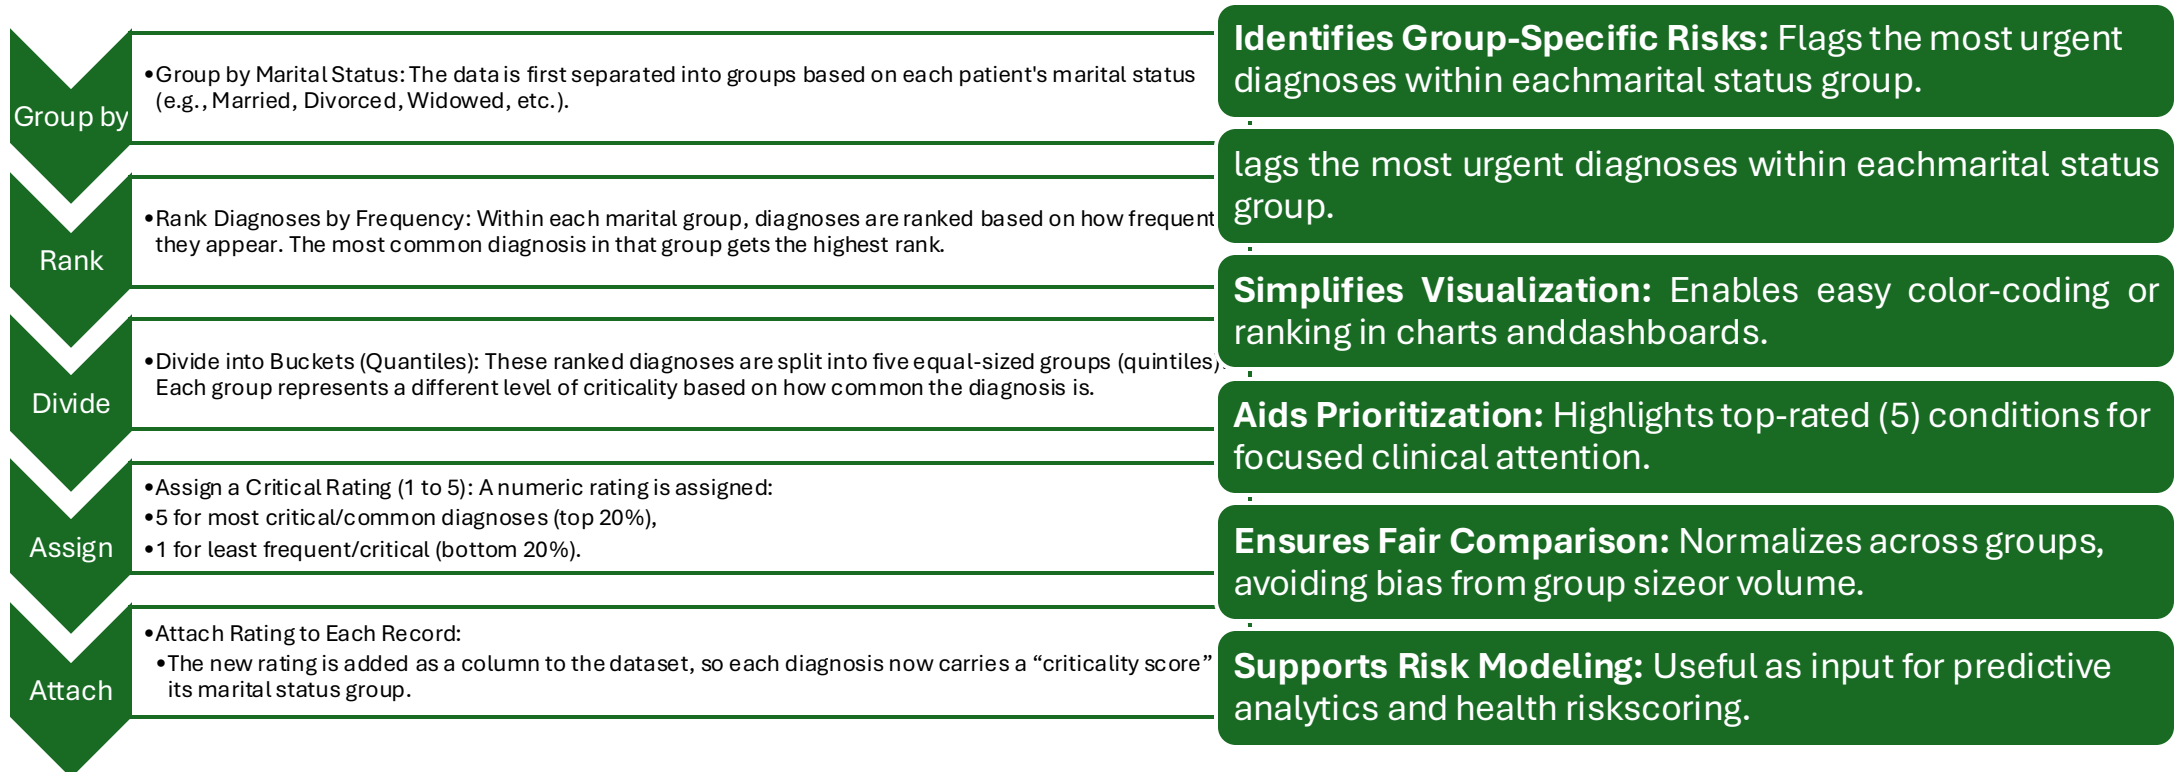 Group by
•Group by Marital Status: The data is first separated into groups based on each patient's marital status
(e.g., Married, Divorced, Widowed, etc.).
Rank
•Rank Diagnoses by Frequency: Within each marital group, diagnoses are ranked based on how frequent
they appear. The most common diagnosis in that group gets the highest rank.
Divide
•Divide into Buckets (Quantiles): These ranked diagnoses are split into five equal-sized groups (quintiles).
Each group represents a different level of criticality based on how common the diagnosis is.
Assign
•Assign a Critical Rating (1 to 5): A numeric rating is assigned:
•5 for most critical/common diagnoses (top 20%),
•1 for least frequent/critical (bottom 20%).
Attach
•Attach Rating to Each Record:
•The new rating is added as a column to the dataset, so each diagnosis now carries a “criticality score”
its marital status group.
Identifies Group-Specific Risks: Flags the most urgent
diagnoses within eachmarital status group.
lags the most urgent diagnoses within eachmarital status
group.
Simplifies Visualization: Enables easy color-coding or
ranking in charts anddashboards.
Aids Prioritization: Highlights top-rated (5) conditions for
focused clinical attention.
Ensures Fair Comparison: Normalizes across groups,
avoiding bias from group sizeor volume.
Supports Risk Modeling: Useful as input for predictive
analytics and health riskscoring.